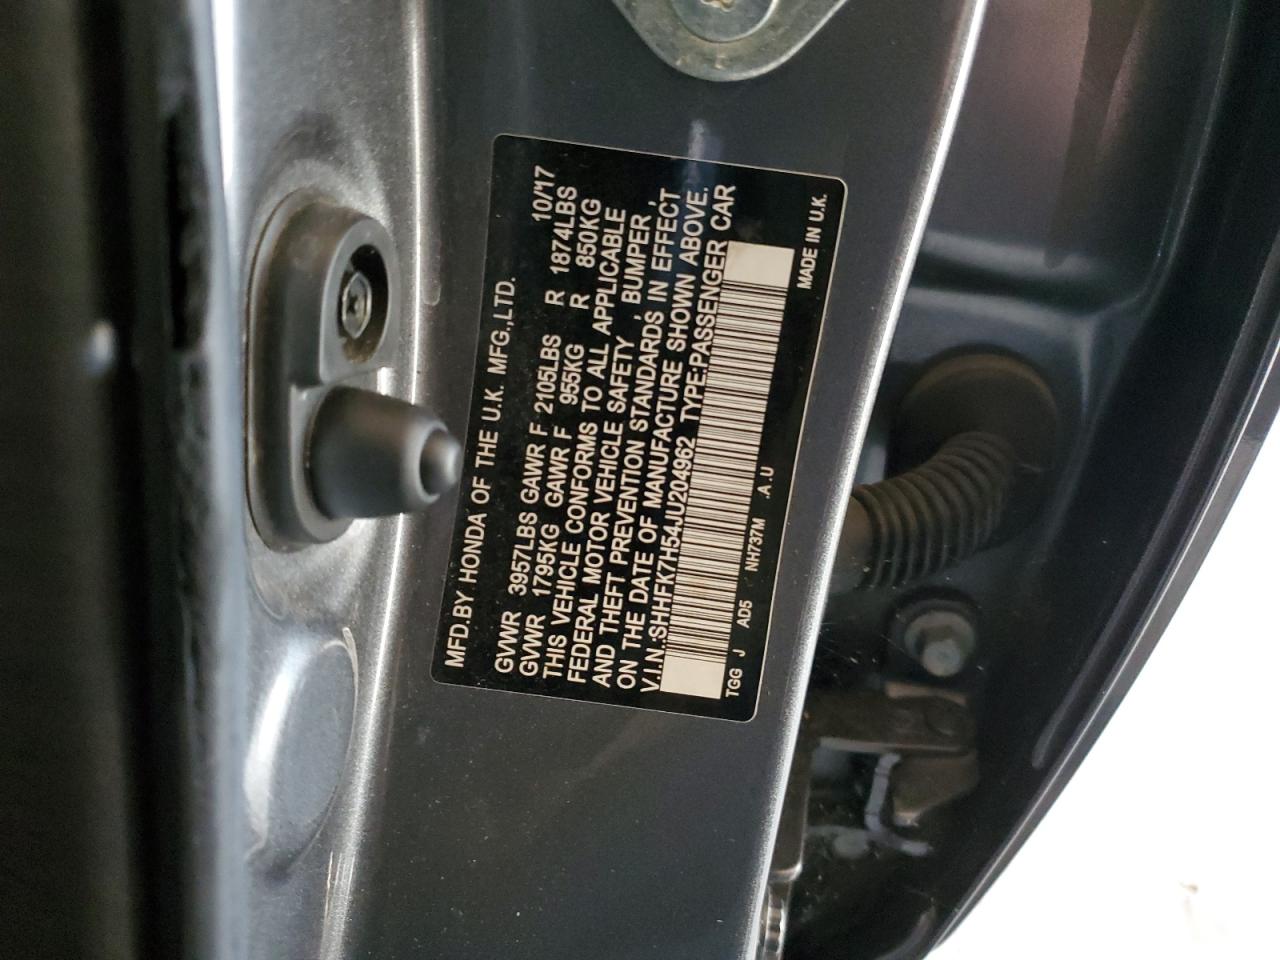 MFD.BY HONDA OF THE U.K. MFG.,LTD.
10/'17
GVWR 3957LBS GAWR F 2105LBS R 1874LBS
GVWR 1795KG GAWR F 955KG R 850KG
THIS VEHICLE CONFORMS TO ALL APPLICABLE
FEDERAL MOTOR VEHICLE SAFETY , BUMPER ,
AND THEFT PREVENTION STANDARDS IN EFFECT
ON THE DATE OF MANUFACTURE SHOWN ABOVE.
V.I.N.:SHHFK7H54JU204962 TYPE:PASSENGER CAR
TGG J AD5 NH737M .A.U MADE IN U.K.